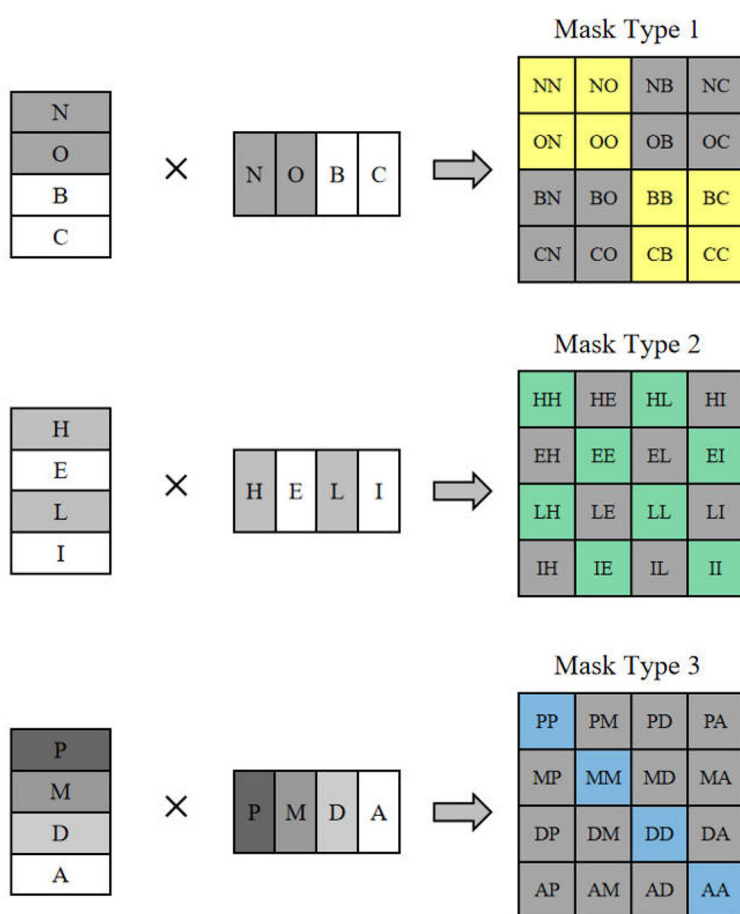 Mask Type 1
N
O
B
C
×
N O B C
NN NO NB NC
ON OO OB OC
BN BO BB BC
CN CO CB CC
Mask Type 2
H
E
L
I
×
H E L I
HH HE HL HI
EH EE EL EI
LH LE LL LI
IH IE IL II
Mask Type 3
P
M
D
A
×
P M D A
PP PM PD PA
MP MM MD MA
DP DM DD DA
AP AM AD AA